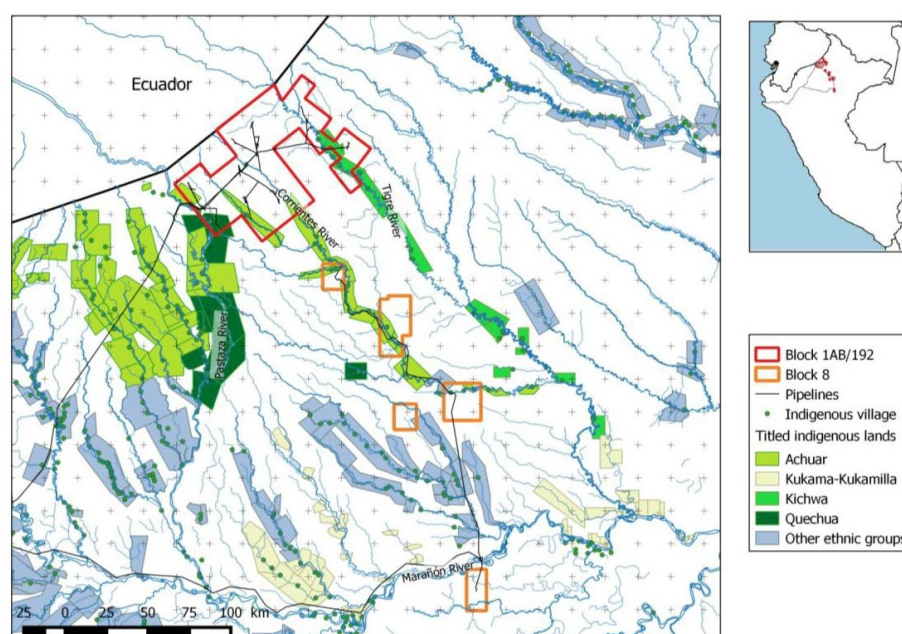 Ecuador
Corrientes River
Tigre River
Pastaza River
Marañón River
25 0 25 50 75 100 km
Block 1AB/192
Block 8
Pipelines
Indigenous village
Titled indigenous lands
Achuar
Kukama-Kukamilla
Kichwa
Quechua
Other ethnic groups